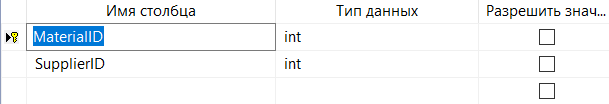 Имя столбца Тип данных Разрешить знач...
MaterialID int
SupplierID int